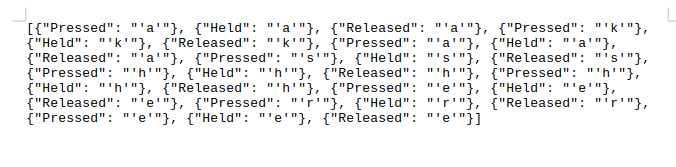 [{"Pressed": "'a'"}, {"Held": "'a'"}, {"Released": "'a'"}, {"Pressed": "'k'"},
{"Held": "'k'"}, {"Released": "'k'"}, {"Pressed": "'a'"}, {"Held": "'a'"},
{"Released": "'a'"}, {"Pressed": "'s'"}, {"Held": "'s'"}, {"Released": "'s'"},
{"Pressed": "'h'"}, {"Held": "'h'"}, {"Released": "'h'"}, {"Pressed": "'h'"},
{"Held": "'h'"}, {"Released": "'h'"}, {"Pressed": "'e'"}, {"Held": "'e'"},
{"Released": "'e'"}, {"Pressed": "'r'"}, {"Held": "'r'"}, {"Released": "'r'"},
{"Pressed": "'e'"}, {"Held": "'e'"}, {"Released": "'e'"}]